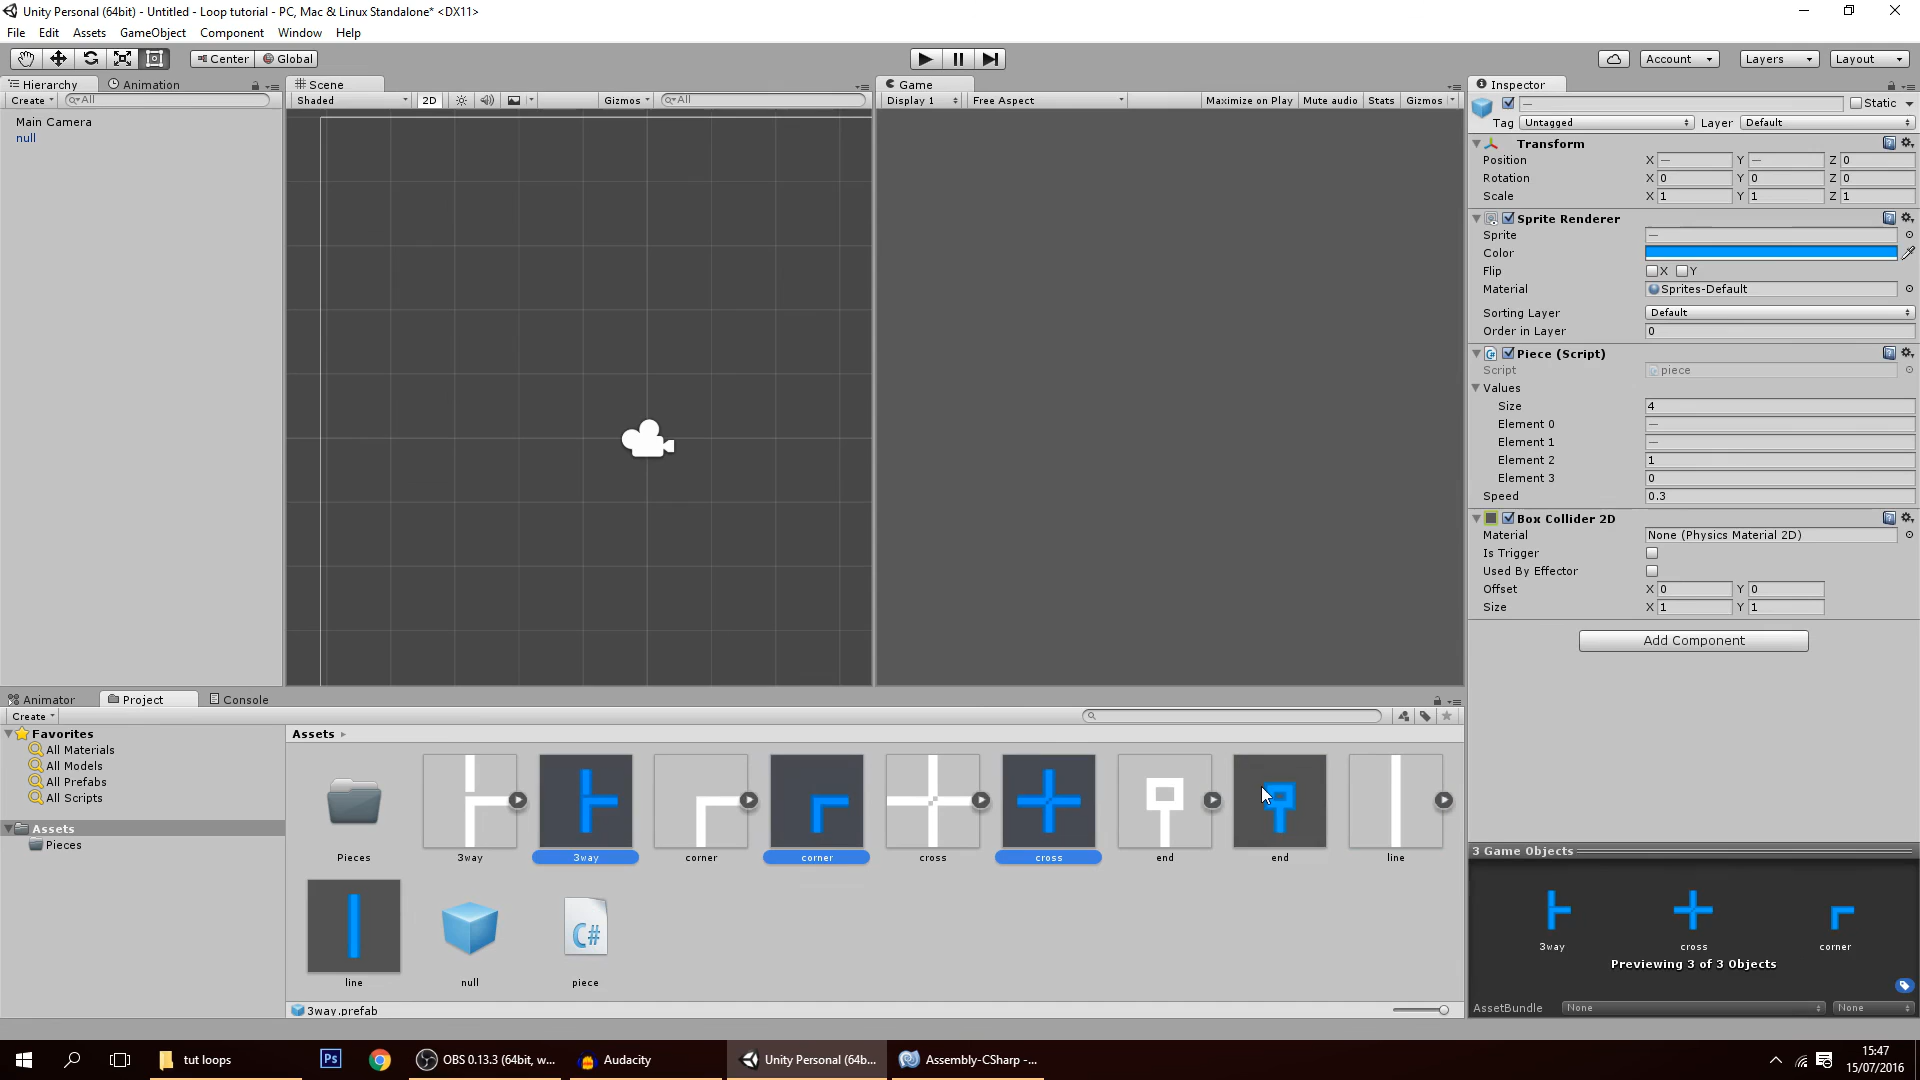 Unity Personal (64bit) - Untitled - Loop tutorial - PC, Mac & Linux Standalone* <DX11>
File Edit Assets GameObject Component Window Help
Center Global Account Layers Layout
Hierarchy Animation Scene Game Inspector
Create All Shaded 2D Gizmos All Display 1 Free Aspect Maximize on Play Mute audio Stats Gizmos — Static
Main Camera
null
Tag Untagged Layer Default
Transform
Position X — Y — Z 0
Rotation X 0 Y 0 Z 0
Scale X 1 Y 1 Z 1
Sprite Renderer
Sprite —
Color
Flip X Y
Material Sprites-Default
Sorting Layer Default
Order in Layer 0
Piece (Script)
Script piece
Values
Size 4
Element 0 —
Element 1 —
Element 2 1
Element 3 0
Speed 0.3
Box Collider 2D
Material None (Physics Material 2D)
Is Trigger
Used By Effector
Offset X 0 Y 0
Size X 1 Y 1
Add Component
Animator Project Console
Create
Favorites
All Materials
All Models
All Prefabs
All Scripts
Assets
Pieces
Assets
Pieces 3way 3way corner corner cross cross end end line
C#
line null piece
3way.prefab
3 Game Objects
3way cross corner
Previewing 3 of 3 Objects
AssetBundle None None
tut loops
Ps
OBS 0.13.3 (64bit, w...
Audacity
Unity Personal (64b...
Assembly-CSharp -...
15:47
15/07/2016